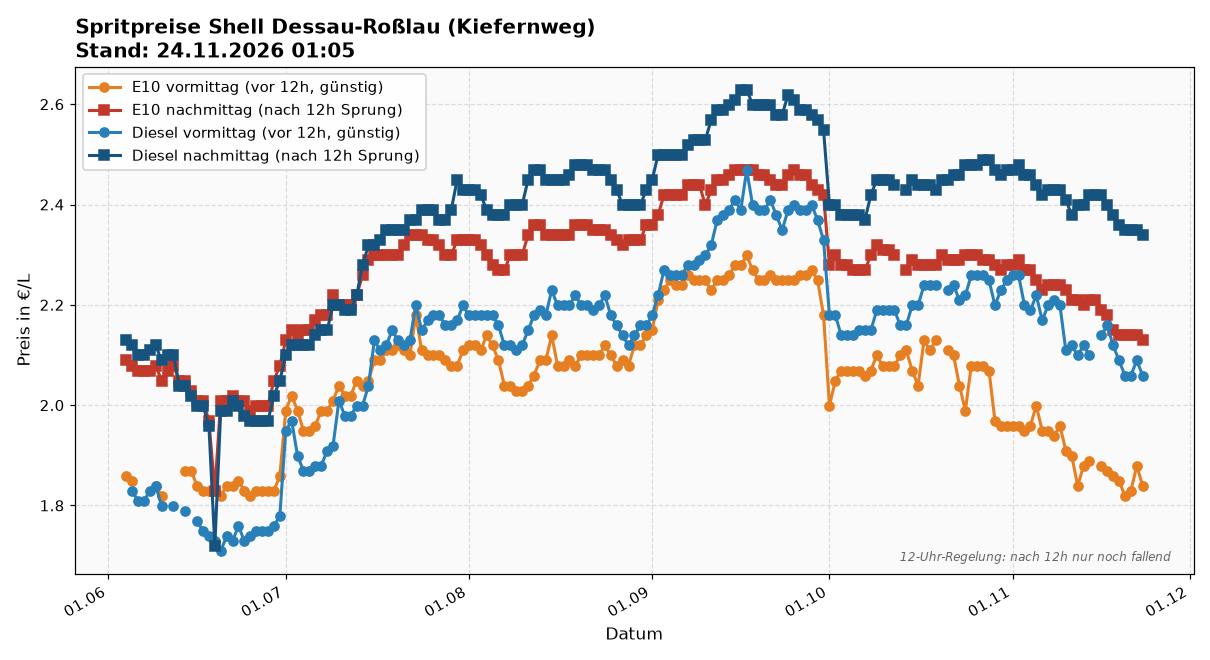 Spritpreise Shell Dessau-Roßlau (Kiefernweg)
Stand: 24.11.2026 01:05
E10 vormittag (vor 12h, günstig)
E10 nachmittag (nach 12h Sprung)
Diesel vormittag (vor 12h, günstig)
Diesel nachmittag (nach 12h Sprung)
Preis in €/L
2.6
2.4
2.2
2.0
1.8
12-Uhr-Regelung: nach 12h nur noch fallend
01.06
01.07
01.08
01.09
01.10
01.11
01.12
Datum